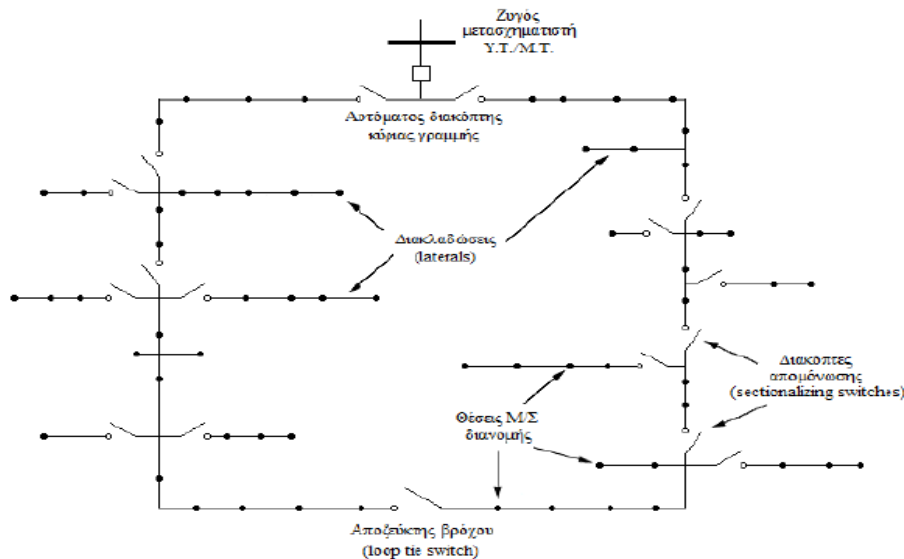 Ζυγός
μετασχηματιστή
Υ.Τ./Μ.Τ.
Αυτόματος διακόπτης
κύριας γραμμής
Διακλαδώσεις
(laterals)
Διακόπτες
απομόνωσης
(sectionalizing switches)
Θέσεις Μ/Σ
διανομής
Αποζεύκτης βρόχου
(loop tie switch)